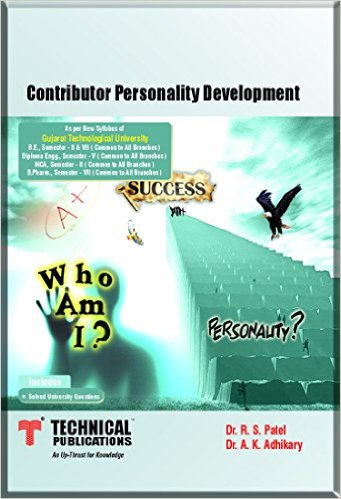 Contributor Personality Development
As per New Syllabus of
Gujarat Technological University
B.E., Semester - II & VII ( Common to All Branches )
Diploma Engg., Semester - V ( Common to All Branches )
MCA, Semester - II ( Common to All Branches )
B.Pharm., Semester - VII ( Common to All Branches )
A+
SUCCESS
Who
Am
I?
PERSONALITY?
Includes
Solved University Questions
TECHNICAL
PUBLICATIONS
An Up-Thrust for Knowledge
Dr. R. S. Patel
Dr. A. K. Adhikary